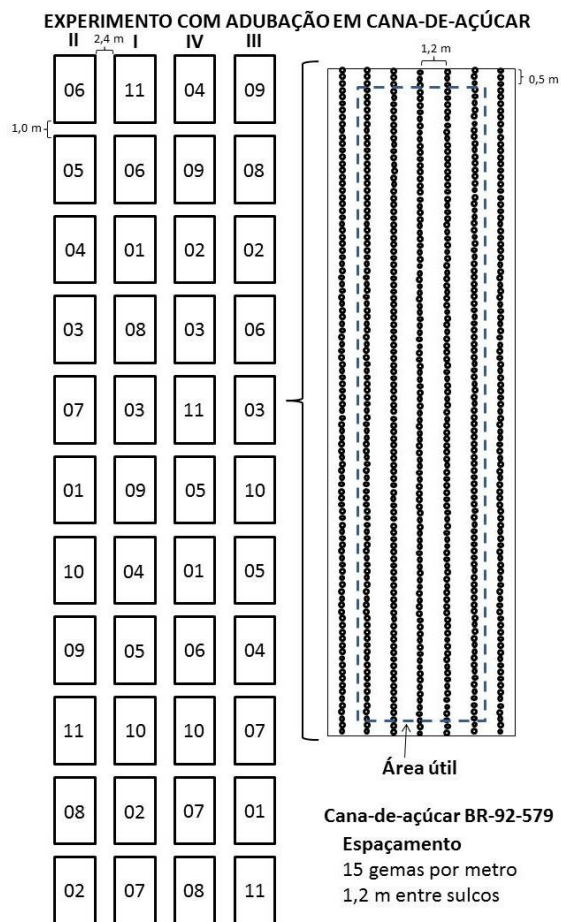 EXPERIMENTO COM ADUBAÇÃO EM CANA-DE-AÇÚCAR
II 2,4 m I IV III
06 11 04 09
1,0 m
05 06 09 08
04 01 02 02
03 08 03 06
07 03 11 03
01 09 05 10
10 04 01 05
09 05 06 04
11 10 10 07
08 02 07 01
02 07 08 11
1,2 m
0,5 m
Área útil
Cana-de-açúcar BR-92-579
Espaçamento
15 gemas por metro
1,2 m entre sulcos